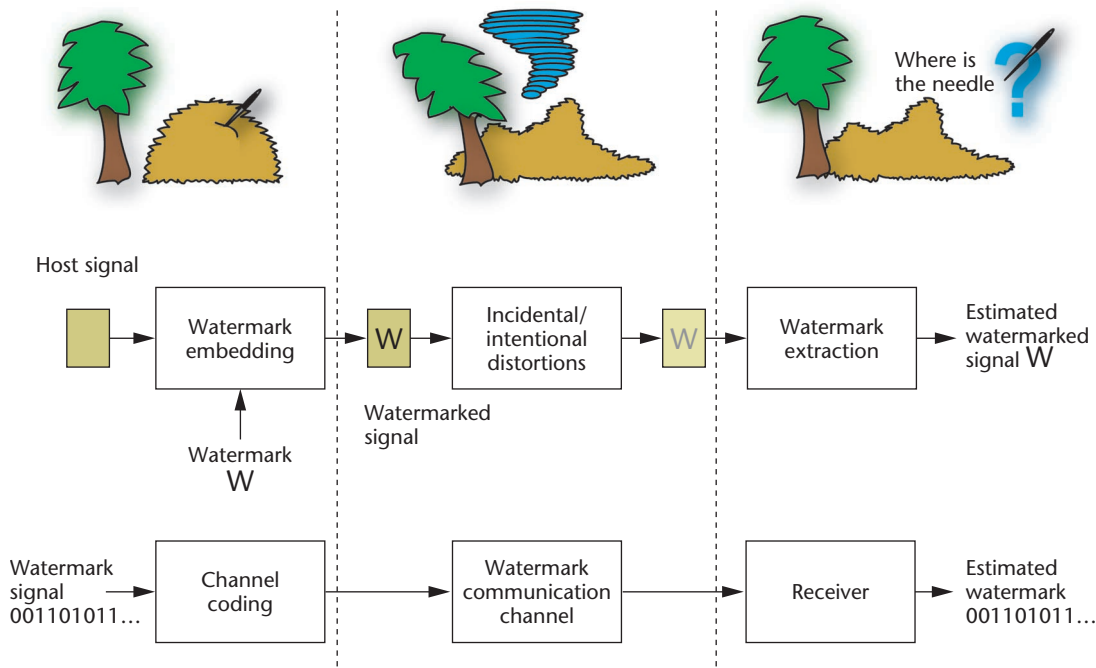 Where is
the needle
?
Host signal
Watermark
embedding
W
Incidental/
intentional
distortions
W
Watermark
extraction
Estimated
watermarked
signal W
Watermarked
signal
Watermark
W
Watermark
signal
001101011...
Channel
coding
Watermark
communication
channel
Receiver
Estimated
watermark
001101011...